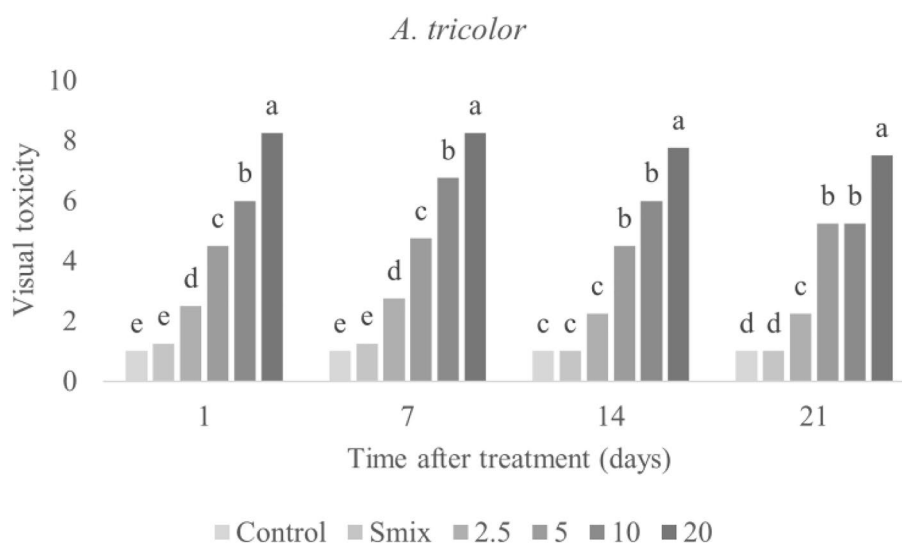 A. tricolor
10
8
6
4
2
0
Visual toxicity
e e d c b a
e e d c b a
c c c b b a
d d c b b a
1 7 14 21
Time after treatment (days)
Control Smix 2.5 5 10 20